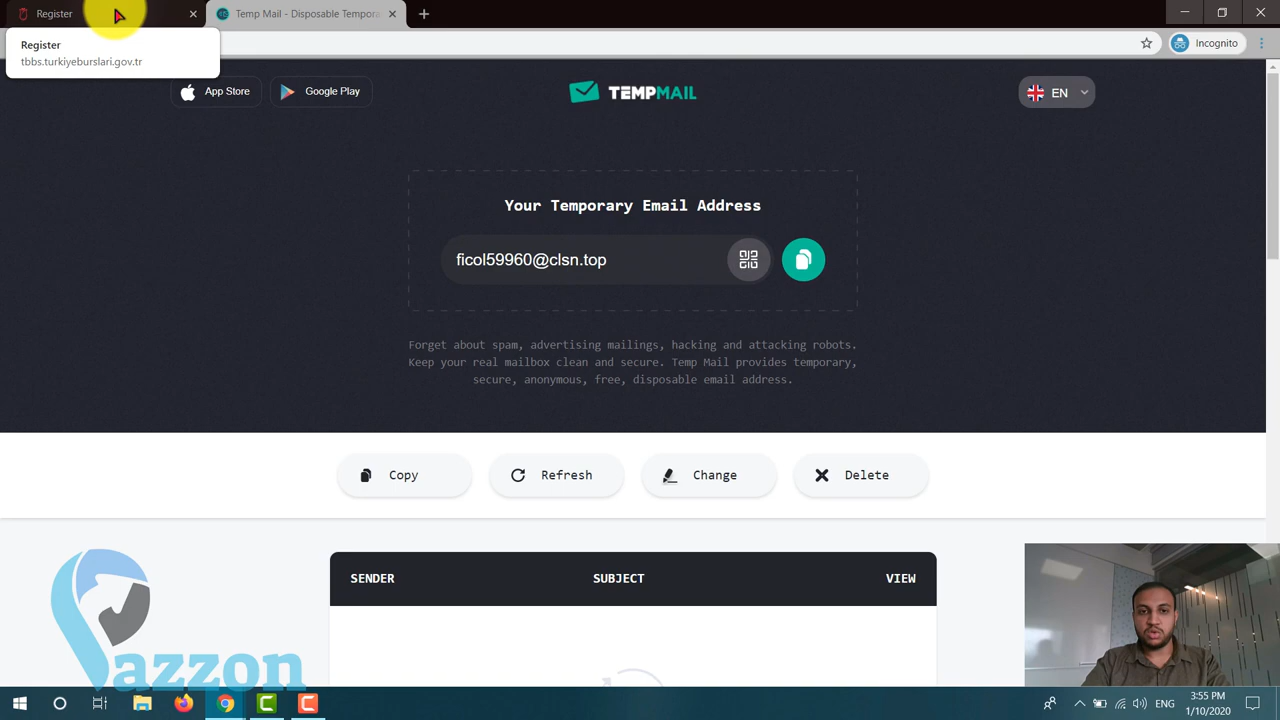 Register
Temp Mail - Disposable Tempora
Register
tbbs.turkiyeburslari.gov.tr
Incognito
App Store
Google Play
TEMPMAIL
EN
Your Temporary Email Address
ficol59960@clsn.top
Forget about spam, advertising mailings, hacking and attacking robots.
Keep your real mailbox clean and secure. Temp Mail provides temporary,
secure, anonymous, free, disposable email address.
Copy
Refresh
Change
Delete
SENDER
SUBJECT
VIEW
azzon
ENG
3:55 PM
1/10/2020